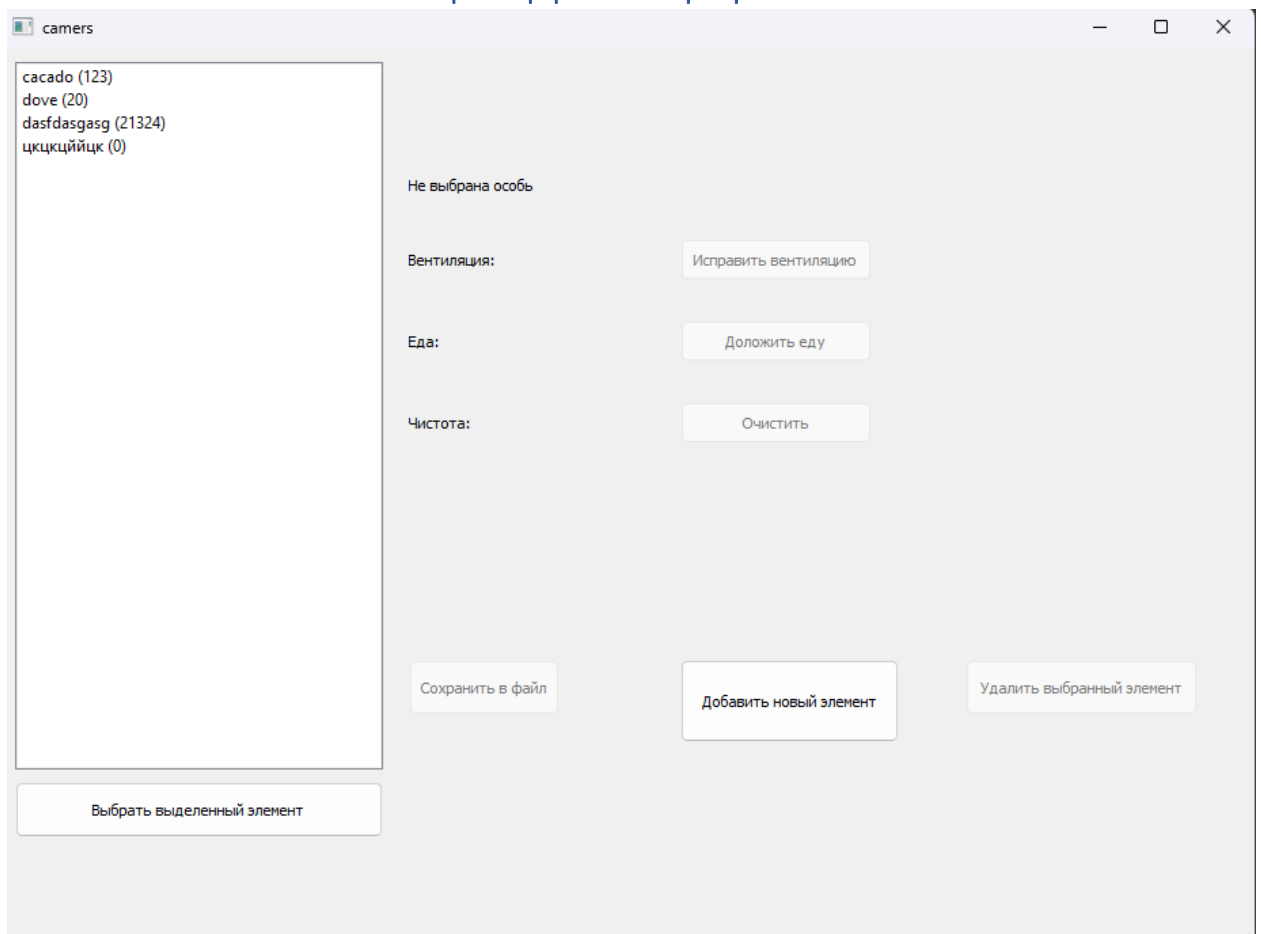 camers
cacado (123)
dove (20)
dasfdasgasg (21324)
цкцкцййцк (0)
Не выбрана особь
Вентиляция:
Исправить вентиляцию
Еда:
Доложить еду
Чистота:
Очистить
Сохранить в файл
Добавить новый элемент
Удалить выбранный элемент
Выбрать выделенный элемент